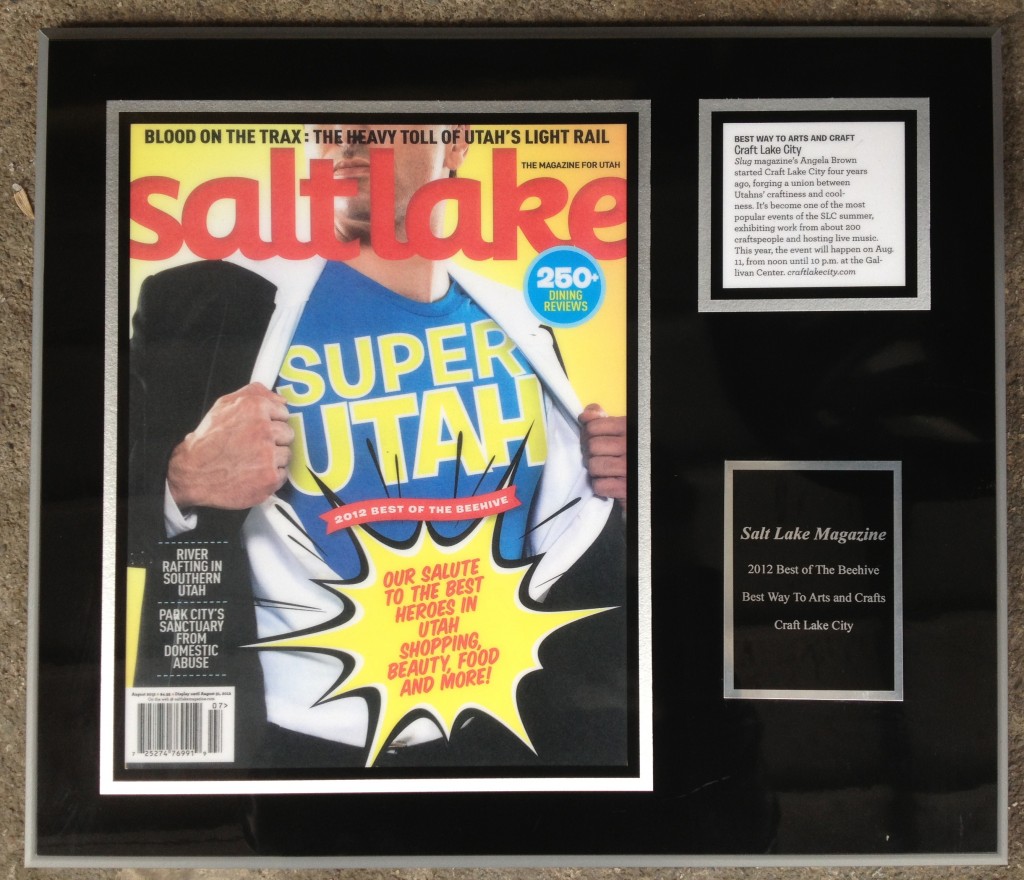 BLOOD ON THE TRAX : THE HEAVY TOLL OF UTAH'S LIGHT RAIL
THE MAGAZINE FOR UTAH
salt lake
250+
DINING
REVIEWS
SUPER
UTAH
2012 BEST OF THE BEEHIVE
OUR SALUTE
TO THE BEST
HEROES IN
UTAH
SHOPPING,
BEAUTY, FOOD
AND MORE!
RIVER
RAFTING IN
SOUTHERN
UTAH
PARK CITY'S
SANCTUARY
FROM
DOMESTIC
ABUSE
07>
7 25274 76991 9
BEST WAY TO ARTS AND CRAFT
Craft Lake City
Slug magazine's Angela Brown
started Craft Lake City four years
ago, forging a union between
Utahns' craftiness and cool-
ness. It's become one of the most
popular events of the SLC summer,
exhibiting work from about 200
craftspeople and hosting live music.
This year, the event will happen on Aug.
11, from noon until 10 p.m. at the Gal-
livan Center. craftlakecity.com
Salt Lake Magazine
2012 Best of The Beehive
Best Way To Arts and Crafts
Craft Lake City